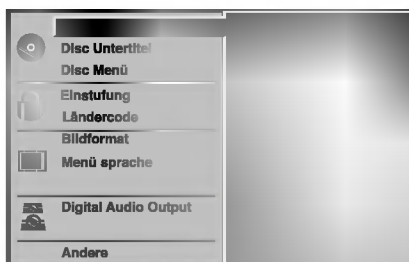 Disc Untertitel
Disc Menü
Einstufung
Ländercode
Bildformat
Menü sprache
Digital Audio Output
Andere